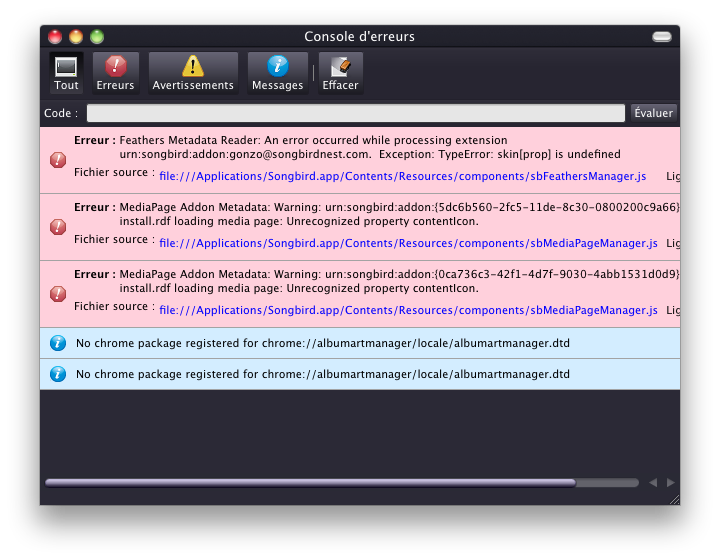 Console d'erreurs
Tout Erreurs Avertissements Messages Effacer
Code : Évaluer
Erreur : Feathers Metadata Reader: An error occurred while processing extension
urn:songbird:addon:gonzo@songbirdnest.com. Exception: TypeError: skin[prop] is undefined
Fichier source : file:///Applications/Songbird.app/Contents/Resources/components/sbFeathersManager.js Lig
Erreur : MediaPage Addon Metadata: Warning: urn:songbird:addon:{5dc6b560-2fc5-11de-8c30-0800200c9a66}
install.rdf loading media page: Unrecognized property contentIcon.
Fichier source : file:///Applications/Songbird.app/Contents/Resources/components/sbMediaPageManager.js Lig
Erreur : MediaPage Addon Metadata: Warning: urn:songbird:addon:{0ca736c3-42f1-4d7f-9030-4abb1531d0d9}
install.rdf loading media page: Unrecognized property contentIcon.
Fichier source : file:///Applications/Songbird.app/Contents/Resources/components/sbMediaPageManager.js Lig
No chrome package registered for chrome://albumartmanager/locale/albumartmanager.dtd
No chrome package registered for chrome://albumartmanager/locale/albumartmanager.dtd